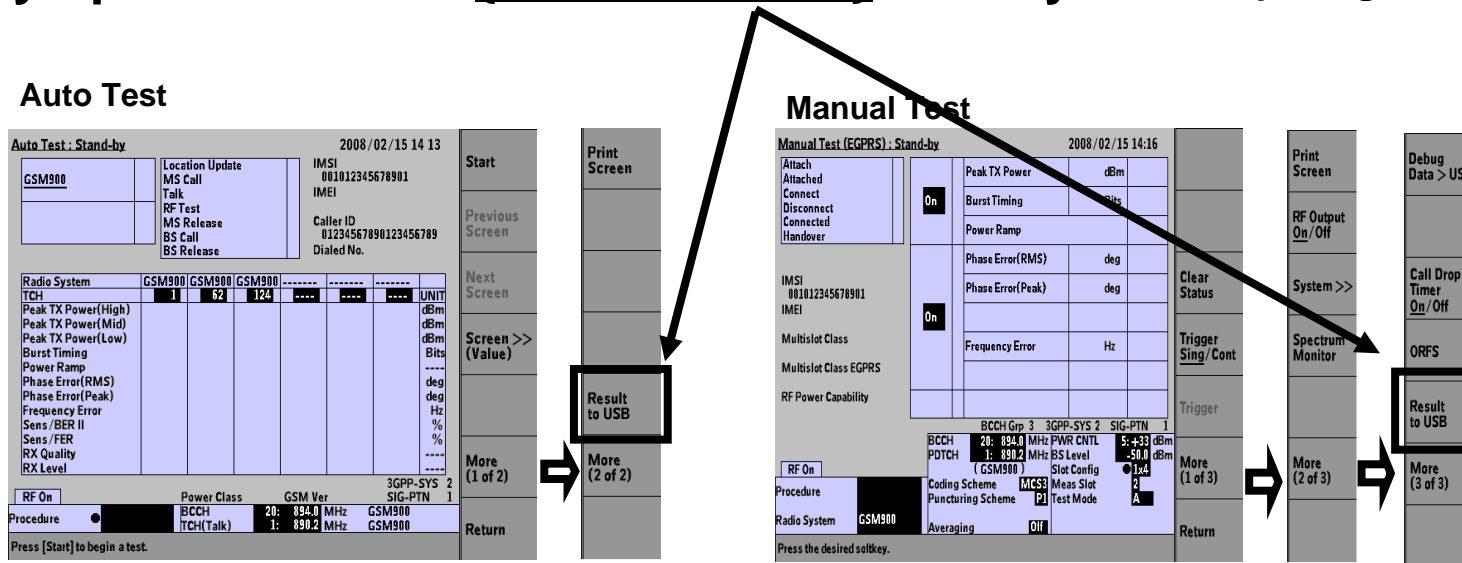 Auto Test
Manual Test
Auto Test : Stand-by
2008/02/15 14 13
GSM900
Location Update
MS Call
Talk
RF Test
MS Release
BS Call
BS Release
IMSI
001012345678901
IMEI
Caller ID
01234567890123456789
Dialed No.
Radio System GSM900 GSM900 GSM900 ------- ------- -------
TCH 1 62 124 ---- ---- ---- UNIT
Peak TX Power(High) dBm
Peak TX Power(Mid) dBm
Peak TX Power(Low) dBm
Burst Timing Bits
Power Ramp ----
Phase Error(RMS) deg
Phase Error(Peak) deg
Frequency Error Hz
Sens/BER II %
Sens/FER %
RX Quality ----
RX Level ----
3GPP-SYS 2
RF On Power Class GSM Ver SIG-PTN 1
Procedure
BCCH 20: 894.0 MHz GSM900
TCH(Talk) 1: 890.2 MHz GSM900
Press [Start] to begin a test.
Start
Previous
Screen
Next
Screen
Screen >>
(Value)
More
(1 of 2)
Return
Print
Screen
Result
to USB
More
(2 of 2)
Manual Test (EGPRS) : Stand-by
2008/02/15 14:16
Attach
Attached
Connect
Disconnect
Connected
Handover
IMSI
001012345678901
IMEI
Multislot Class
Multislot Class EGPRS
RF Power Capability
On
Peak TX Power dBm
Burst Timing Bits
Power Ramp
On
Phase Error(RMS) deg
Phase Error(Peak) deg
Frequency Error Hz
BCCH Grp 3 3GPP-SYS 2 SIG-PTN 1
BCCH 20: 894.0 MHz PWR CNTL 5: +33 dBm
PDTCH 1: 890.2 MHz BS Level -50.0 dBm
( GSM900 ) Slot Config 1x4
Coding Scheme MCS3 Meas Slot 2
Puncturing Scheme P1 Test Mode A
Averaging Off
RF On
Procedure
Radio System GSM900
Press the desired softkey.
Clear
Status
Trigger
Sing/Cont
Trigger
More
(1 of 3)
Return
Print
Screen
RF Output
On/Off
System >>
Spectrum
Monitor
More
(2 of 3)
Debug
Data > US
Call Drop
Timer
On/Off
ORFS
Result
to USB
More
(3 of 3)